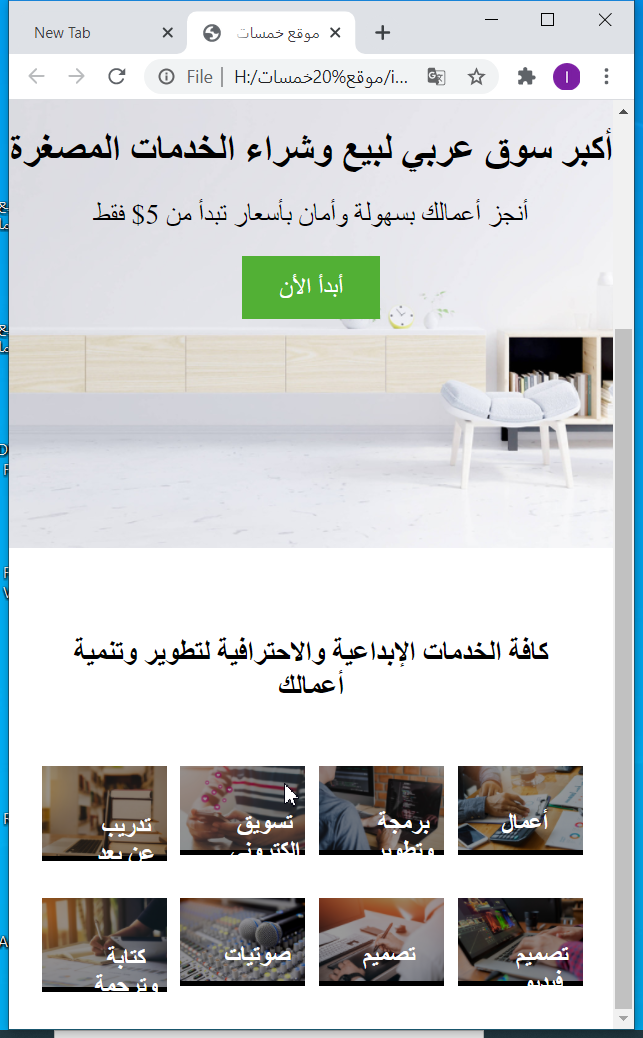 New Tab
موقع خمسات
File | H:/موقع%20خمسات/i...
I
أكبر سوق عربي لبيع وشراء الخدمات المصغرة
أنجز أعمالك بسهولة وأمان بأسعار تبدأ من 5$ فقط
أبدأ الأن
كافة الخدمات الإبداعية والاحترافية لتطوير وتنمية
أعمالك
أعمال
برمجة
وتطوير
تسويق
إلكتروني
تدريب
عن بعد
تصميم
فيديو
تصميم
صوتيات
كتابة
وترجمة